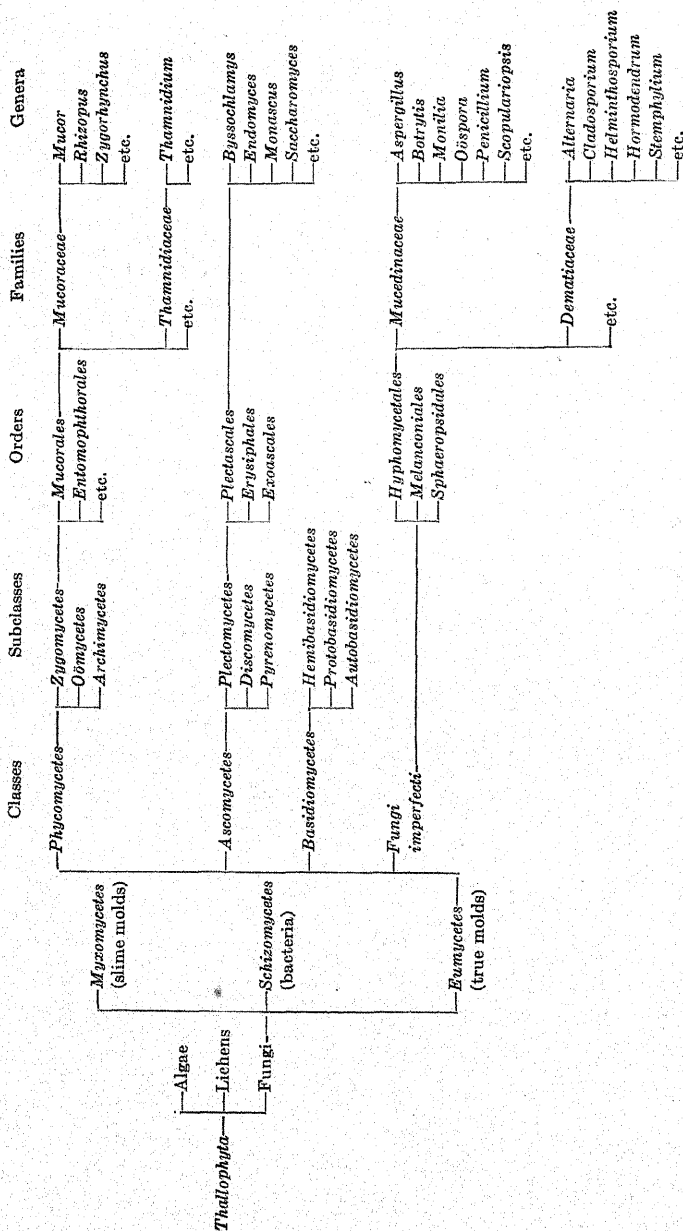 Classes
Subclasses
Orders
Families
Genera
Thallophyta
Algae
Lichens
Fungi
Myxomycetes
(slime molds)
Schizomycetes
(bacteria)
Eumycetes
(true molds)
Phycomycetes
Ascomycetes
Basidiomycetes
Fungi
imperfecti
Zygomycetes
Oömycetes
Archimycetes
Plectomycetes
Discomycetes
Pyrenomycetes
Hemibasidiomycetes
Protobasidiomycetes
Autobasidiomycetes
Mucorales
Entomophthorales
etc.
Plectascales
Erysiphales
Exoascales
Hyphomycetales
Melanconiales
Sphaeropsidales
Mucoraceae
Thamnidiaceae
etc.
Mucedinaceae
Dematiaceae
etc.
Mucor
Rhizopus
Zygorhynchus
etc.
Thamnidium
etc.
Byssochlamys
Endomyces
Monascus
Saccharomyces
etc.
Aspergillus
Botrytis
Monilia
Oöspora
Penicillium
Scopulariopsis
etc.
Alternaria
Cladosporium
Helminthosporium
Hormodendrum
Stemphylium
etc.